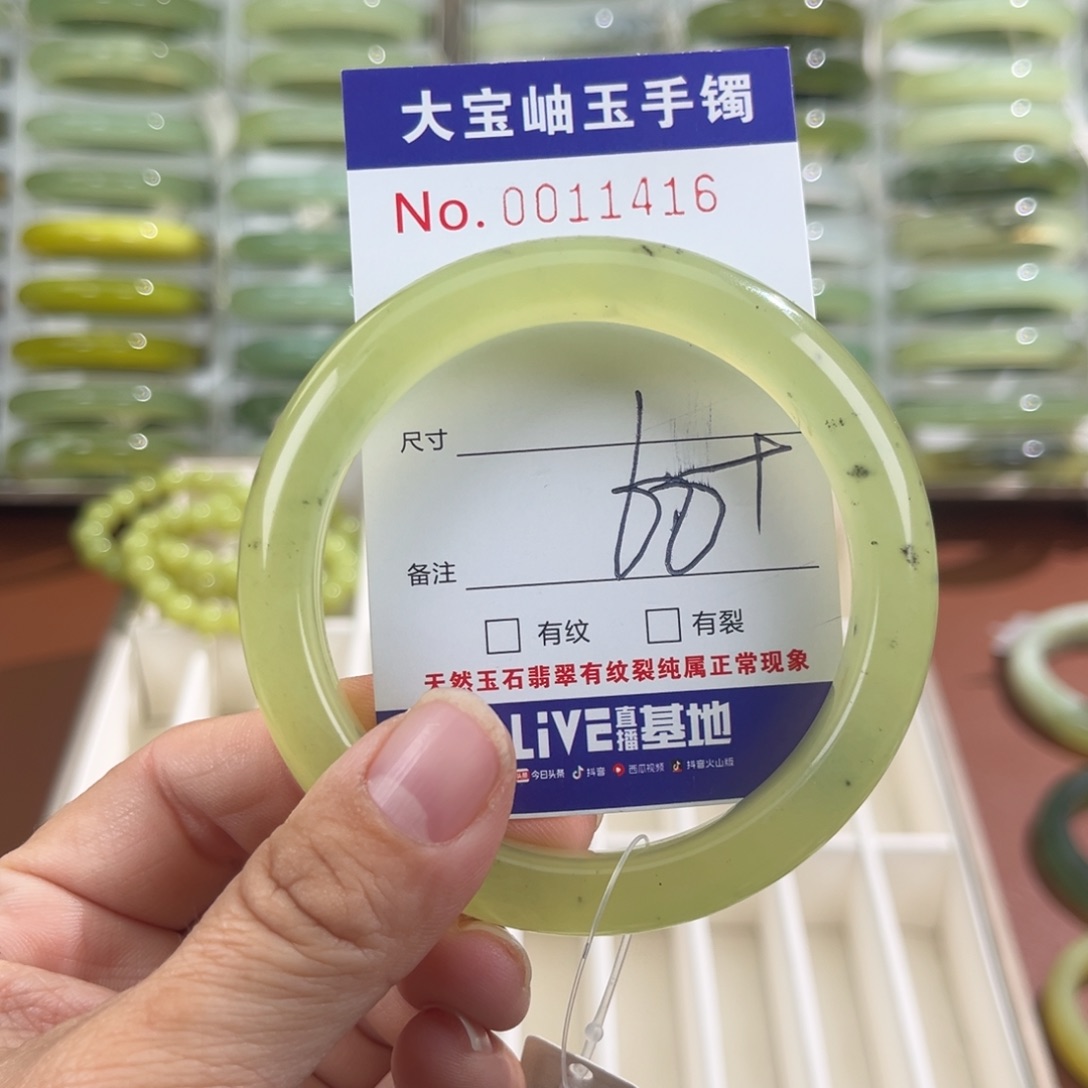 大宝岫玉手镯
No. 0011416
尺寸
备注
□ 有纹 □ 有裂
天然玉石翡翠有纹裂纯属正常现象
LiVE直播基地
今日头条 抖音 西瓜视频 抖音火山版